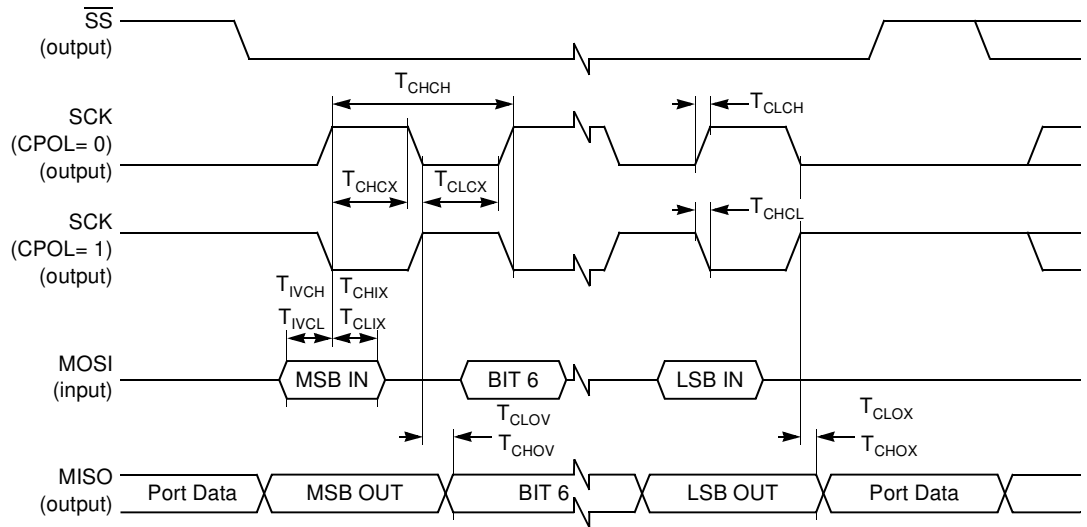 SS
(output)
T_CHCH
SCK
(CPOL= 0)
(output)
T_CLCH
T_CHCX
T_CLCX
SCK
(CPOL= 1)
(output)
T_CHCL
T_IVCH T_CHIX
T_IVCL T_CLIX
MOSI
(input)
MSB IN
BIT 6
LSB IN
T_CLOV
T_CHOV
T_CLOX
T_CHOX
MISO
(output)
Port Data
MSB OUT
BIT 6
LSB OUT
Port Data